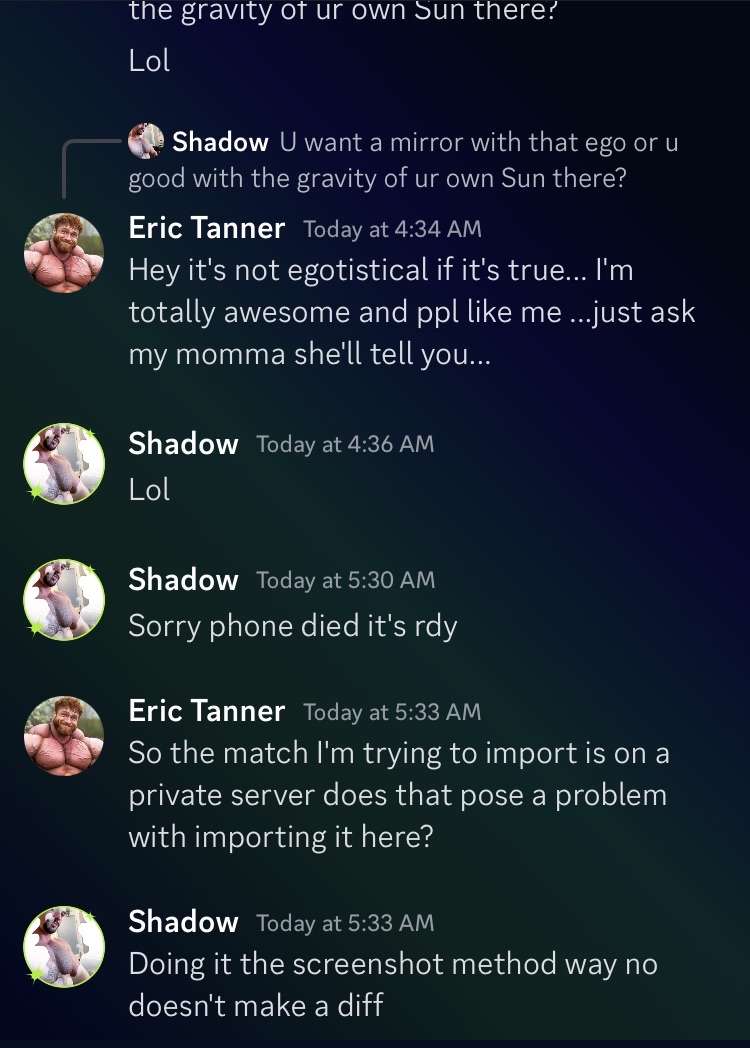 the gravity of ur own Sun there?
Lol
Shadow U want a mirror with that ego or u
good with the gravity of ur own Sun there?
Eric Tanner Today at 4:34 AM
Hey it's not egotistical if it's true... I'm
totally awesome and ppl like me ...just ask
my momma she'll tell you...
Shadow Today at 4:36 AM
Lol
Shadow Today at 5:30 AM
Sorry phone died it's rdy
Eric Tanner Today at 5:33 AM
So the match I'm trying to import is on a
private server does that pose a problem
with importing it here?
Shadow Today at 5:33 AM
Doing it the screenshot method way no
doesn't make a diff